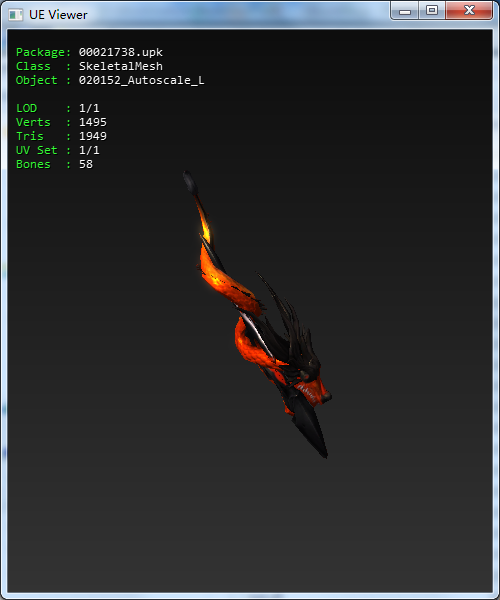 UE Viewer
Package: 00021738.upk
Class  : SkeletalMesh
Object : 020152_Autoscale_L
LOD    : 1/1
Verts  : 1495
Tris   : 1949
UV Set : 1/1
Bones  : 58